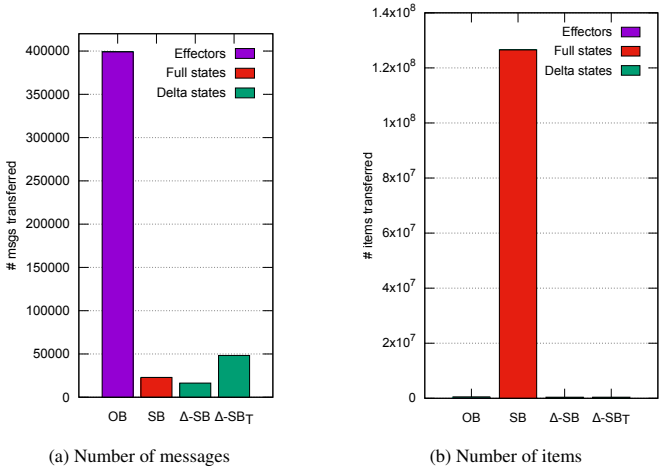 # msgs transferred
400000
350000
300000
250000
200000
150000
100000
50000
0
Effectors
Full states
Delta states
OB SB Δ-SB Δ-SB_T
(a) Number of messages
# items transferred
1.4x10^8
1.2x10^8
1x10^8
8x10^7
6x10^7
4x10^7
2x10^7
0
Effectors
Full states
Delta states
OB SB Δ-SB Δ-SB_T
(b) Number of items